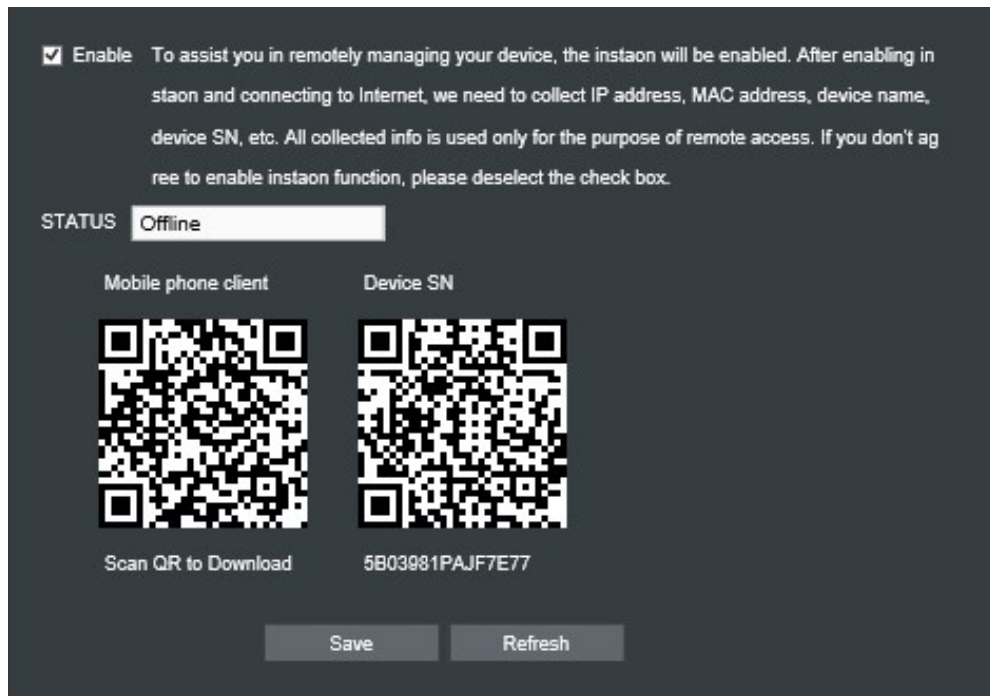 Enable To assist you in remotely managing your device, the instaon will be enabled. After enabling in
staon and connecting to Internet, we need to collect IP address, MAC address, device name,
device SN, etc. All collected info is used only for the purpose of remote access. If you don't ag
ree to enable instaon function, please deselect the check box.
STATUS Offline
Mobile phone client Device SN
Scan QR to Download 5B03981PAJF7E77
Save Refresh